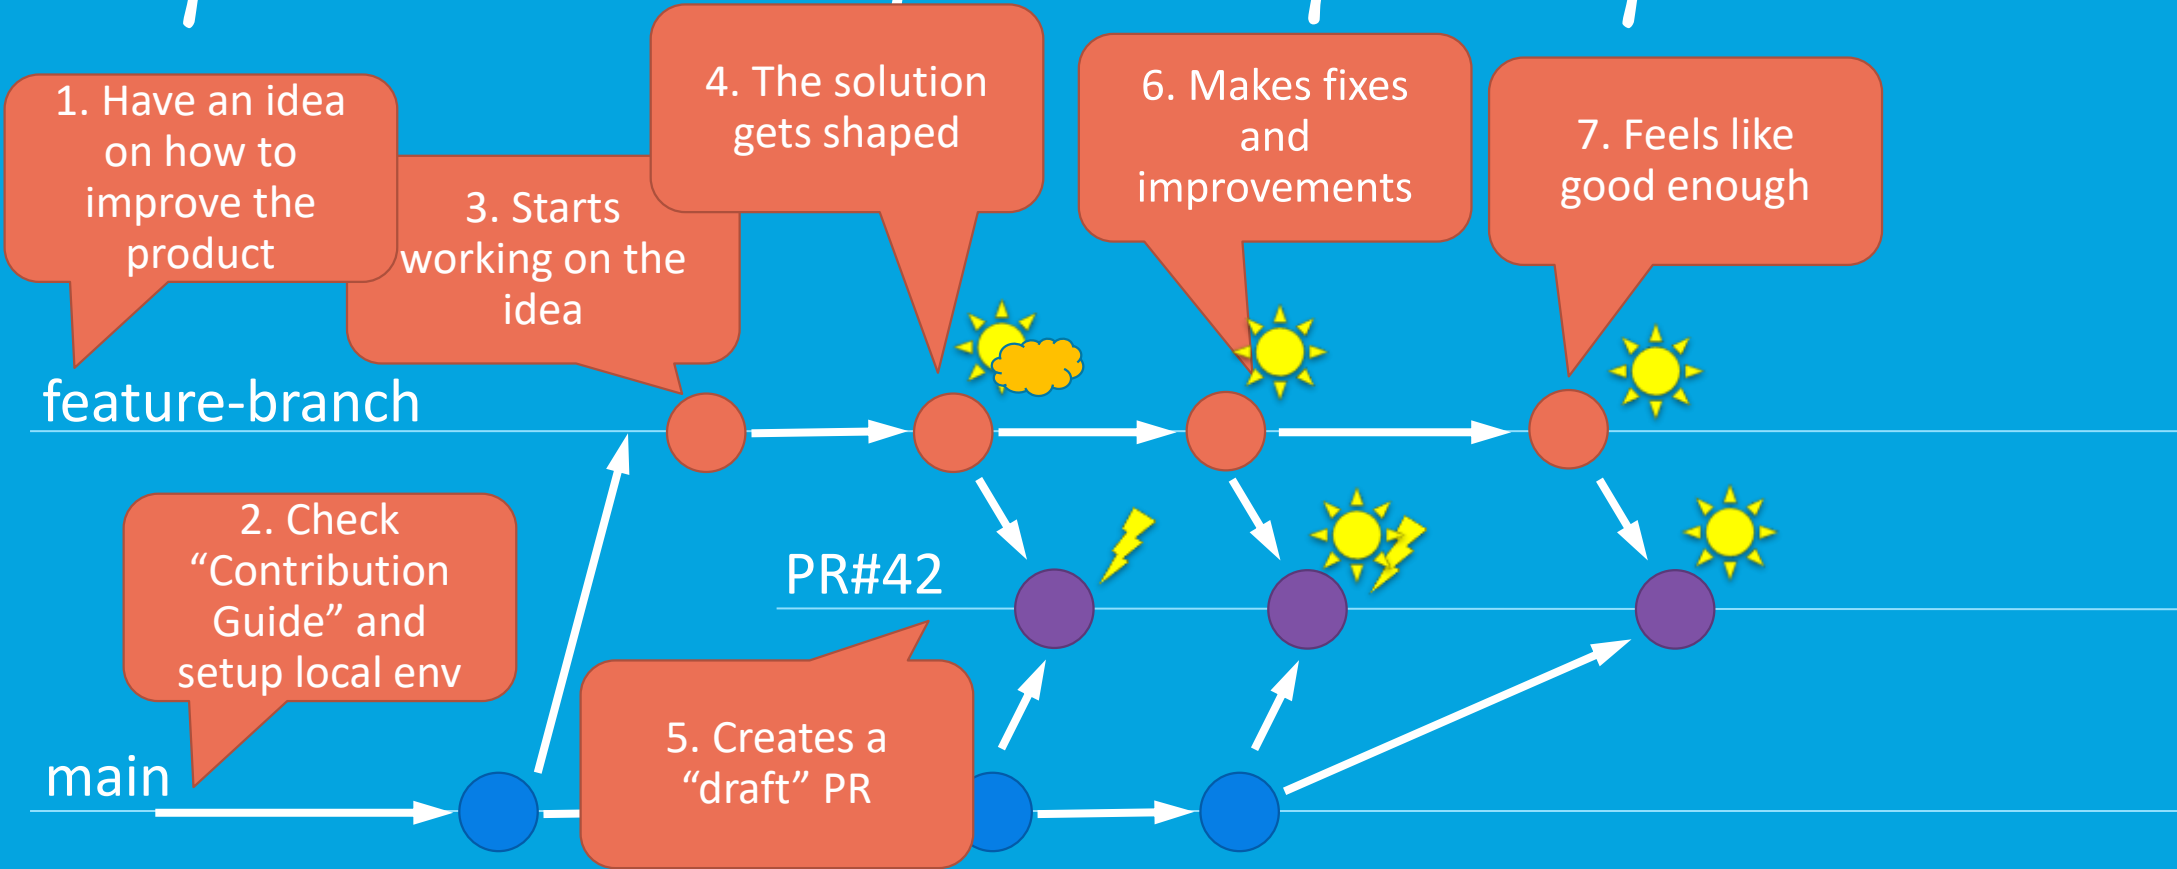 1. Have an idea
on how to
improve the
product
3. Starts
working on the
idea
4. The solution
gets shaped
6. Makes fixes
and
improvements
7. Feels like
good enough
feature-branch
2. Check
“Contribution
Guide” and
setup local env
PR#42
5. Creates a
“draft” PR
main